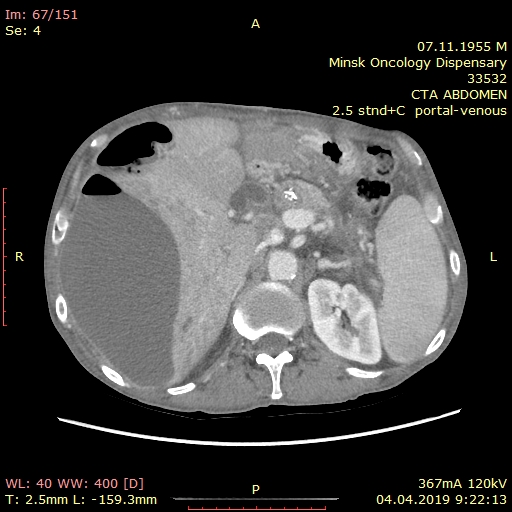 Im: 67/151
Se: 4
A
07.11.1955 M
Minsk Oncology Dispensary
33532
CTA ABDOMEN
2.5 stnd+C portal-venous
R
L
WL: 40 WW: 400 [D]
T: 2.5mm L: -159.3mm
P
367mA 120kV
04.04.2019 9:22:13